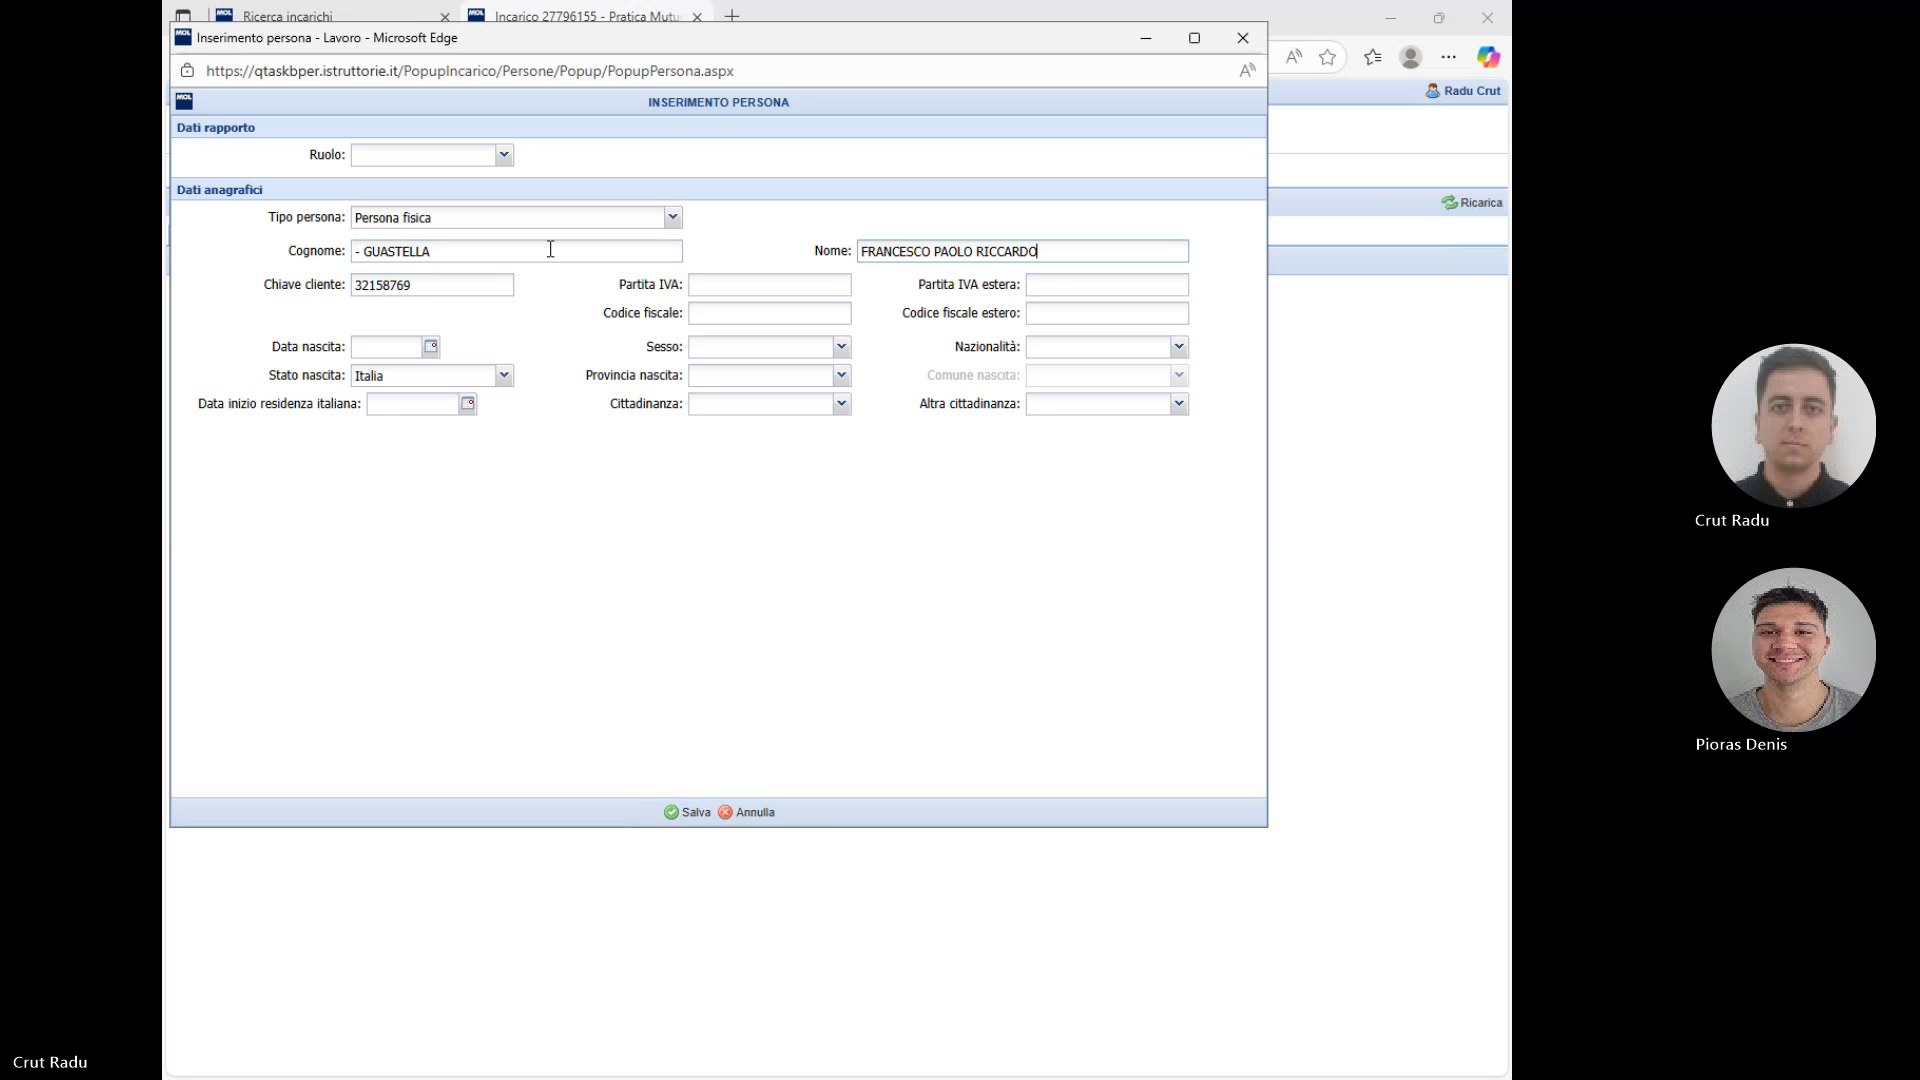 MOL Ricerca incarichi
MOL Incarico 27796155 - Pratica Mutu
MOL Inserimento persona - Lavoro - Microsoft Edge
https://qtaskbper.istruttorie.it/PopupIncarico/Persone/Popup/PopupPersona.aspx
MOL INSERIMENTO PERSONA
Radu Crut
Dati rapporto
Ruolo:
Dati anagrafici
Ricarica
Tipo persona: Persona fisica
Cognome: - GUASTELLA Nome: FRANCESCO PAOLO RICCARDO
Chiave cliente: 32158769 Partita IVA: Partita IVA estera:
Codice fiscale: Codice fiscale estero:
Data nascita: Sesso: Nazionalità:
Stato nascita: Italia Provincia nascita: Comune nascita:
Data inizio residenza italiana: Cittadinanza: Altra cittadinanza:
Salva Annulla
Crut Radu
Pioras Denis
Crut Radu